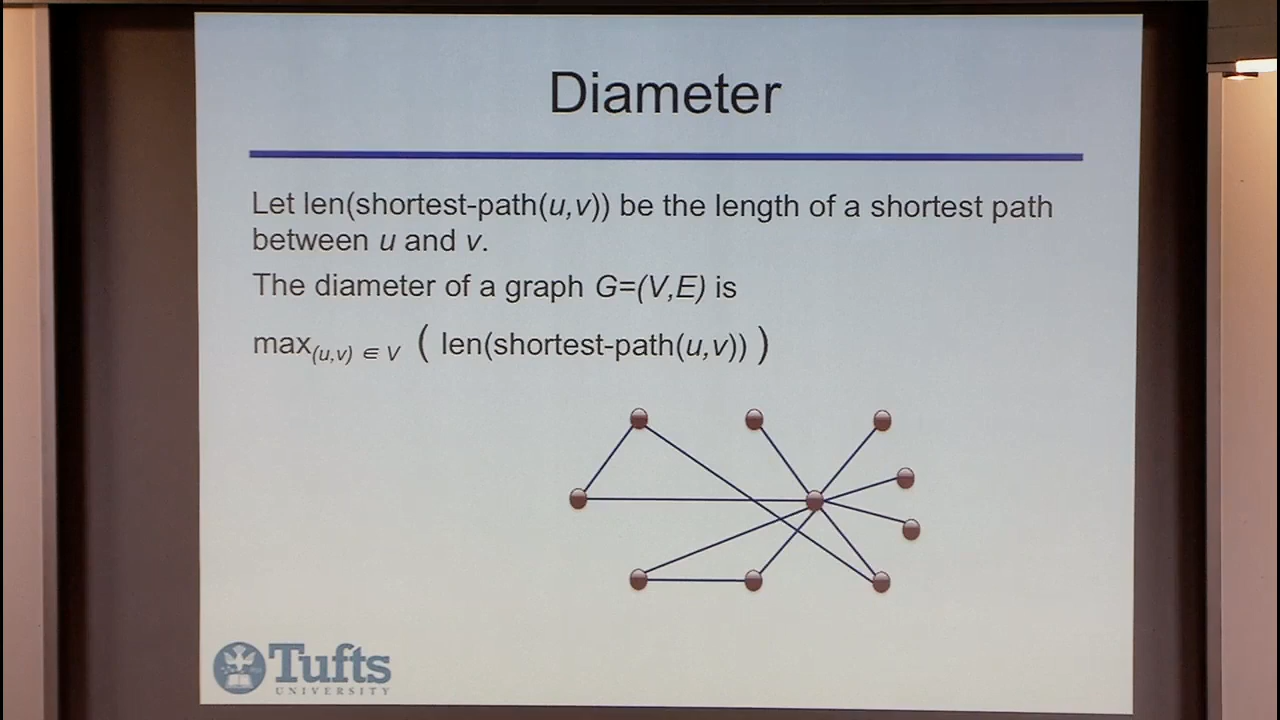 Diameter
Let len(shortest-path(u,v)) be the length of a shortest path
between u and v.
The diameter of a graph G=(V,E) is
max(u,v) ∈ V ( len(shortest-path(u,v)) )
Tufts
UNIVERSITY